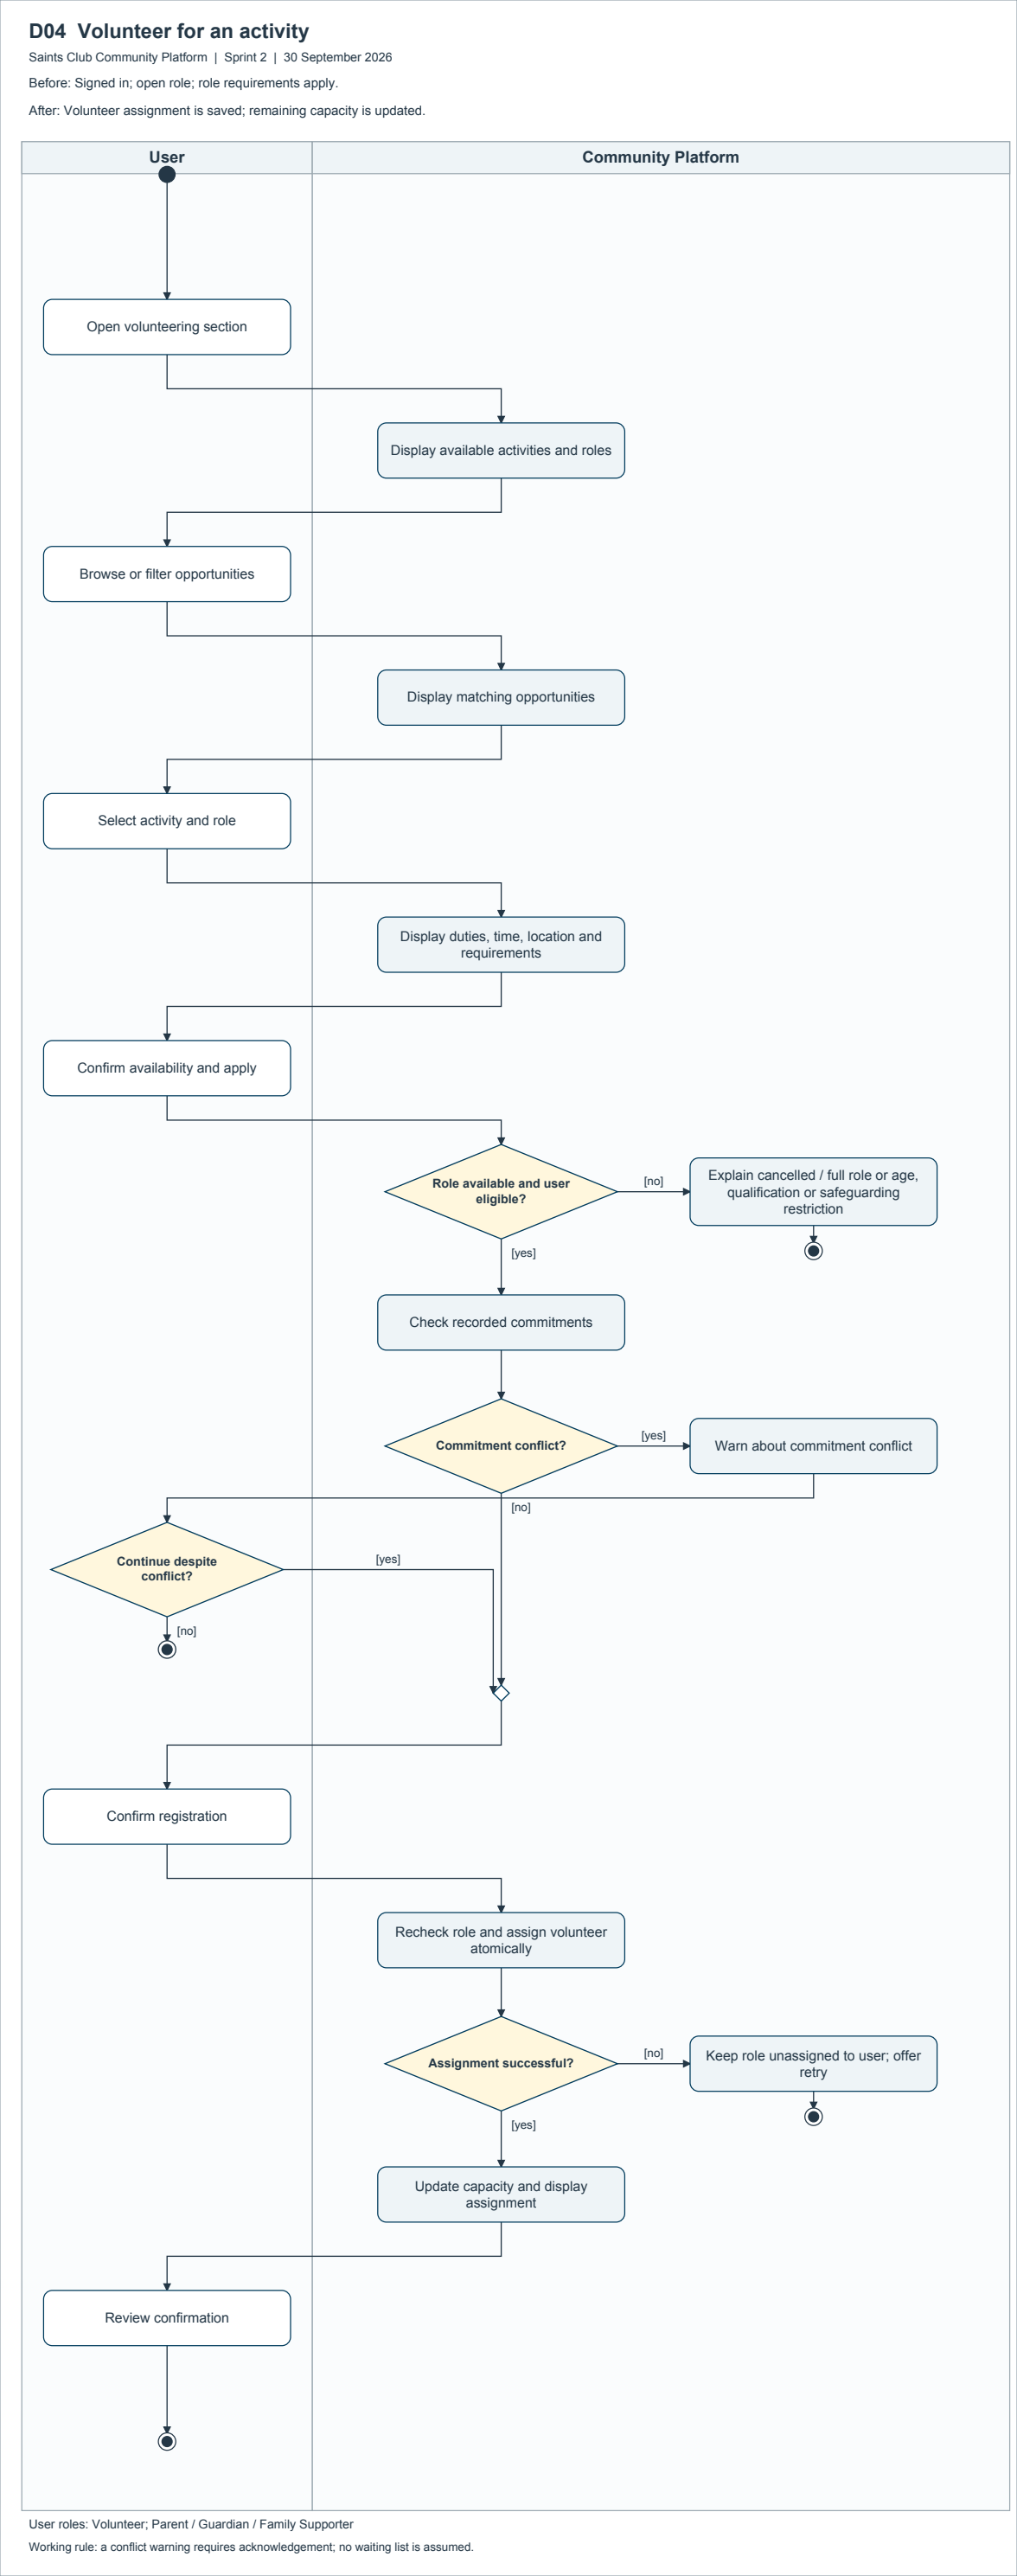 D04  Volunteer for an activity
Saints Club Community Platform  |  Sprint 2  |  30 September 2026
Before: Signed in; open role; role requirements apply.
After: Volunteer assignment is saved; remaining capacity is updated.
User
Community Platform
Open volunteering section
Display available activities and roles
Browse or filter opportunities
Display matching opportunities
Select activity and role
Display duties, time, location and
requirements
Confirm availability and apply
Role available and user
eligible?
[no]
Explain cancelled / full role or age,
qualification or safeguarding
restriction
[yes]
Check recorded commitments
Commitment conflict?
[yes]
Warn about commitment conflict
[no]
Continue despite
conflict?
[yes]
[no]
Confirm registration
Recheck role and assign volunteer
atomically
Assignment successful?
[no]
Keep role unassigned to user; offer
retry
[yes]
Update capacity and display
assignment
Review confirmation
User roles: Volunteer; Parent / Guardian / Family Supporter
Working rule: a conflict warning requires acknowledgement; no waiting list is assumed.